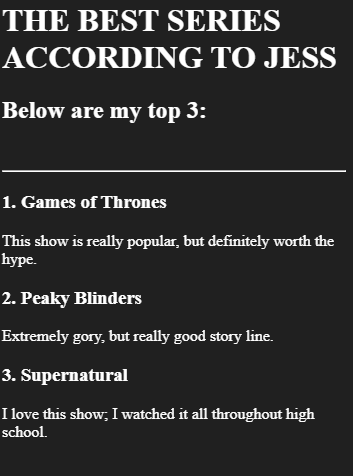 THE BEST SERIES
ACCORDING TO JESS
Below are my top 3:
1. Games of Thrones
This show is really popular, but definitely worth the
hype.
2. Peaky Blinders
Extremely gory, but really good story line.
3. Supernatural
I love this show; I watched it all throughout high
school.